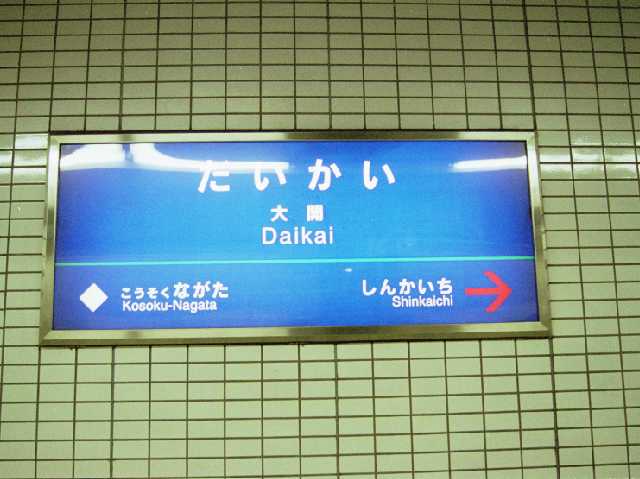 だいかい
大開
Daikai
こうそくながた
Kosoku-Nagata
しんかいち
Shinkaichi